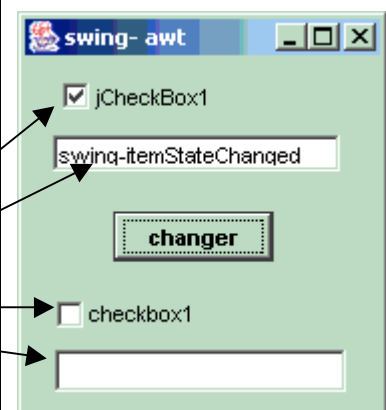 swing- awt
jCheckBox1
swing-itemStateChanged
changer
checkbox1